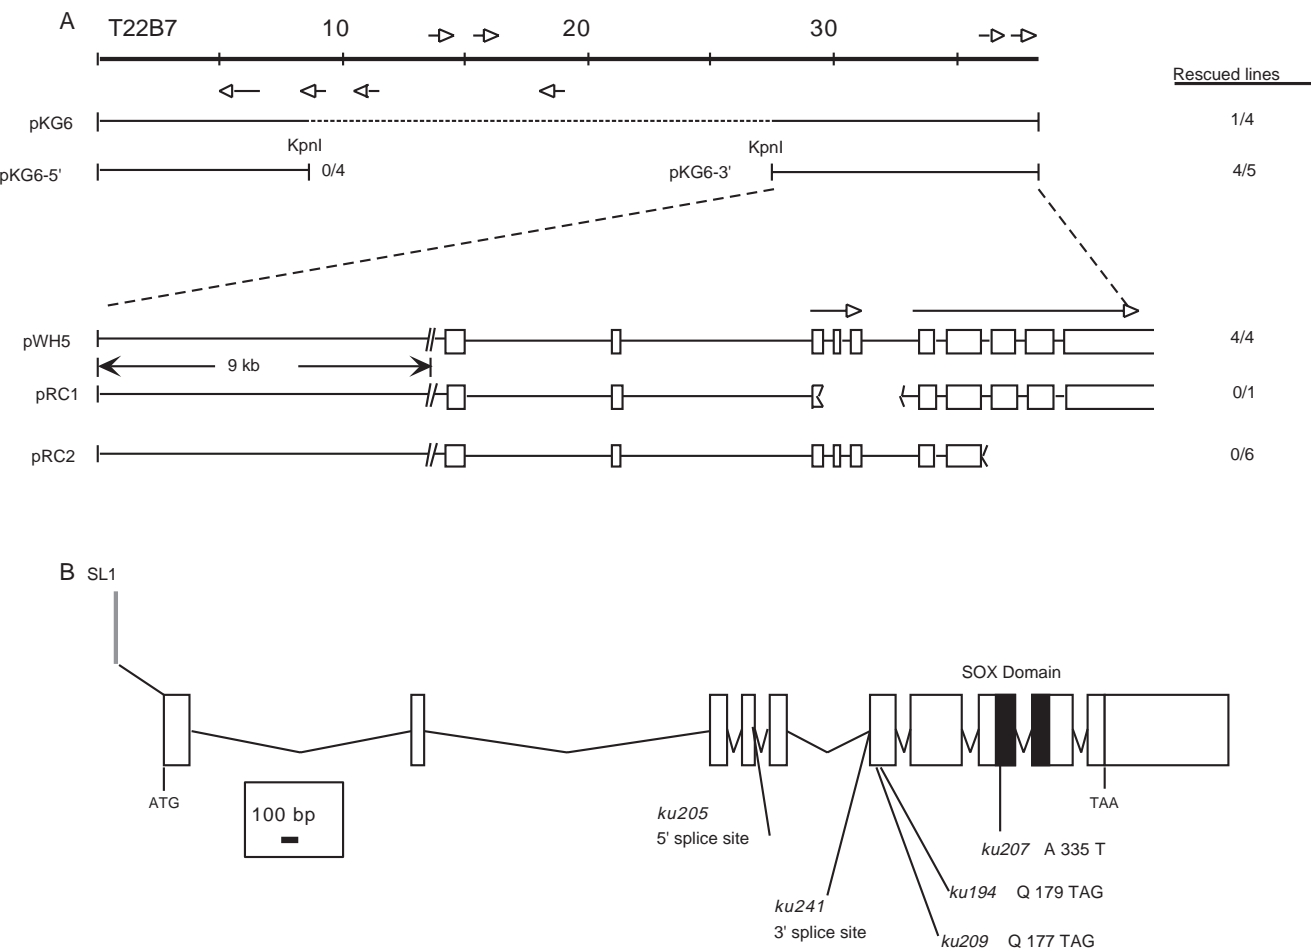 A T22B7 10 20 30
Rescued lines
pKG6 1/4
KpnI KpnI
pKG6-5' 0/4 pKG6-3' 4/5
pWH5 4/4
9 kb
pRC1 0/1
pRC2 0/6
B SL1
SOX Domain
ATG TAA
100 bp
ku205
5' splice site
ku207 A 335 T
ku194 Q 179 TAG
ku241
3' splice site
ku209 Q 177 TAG